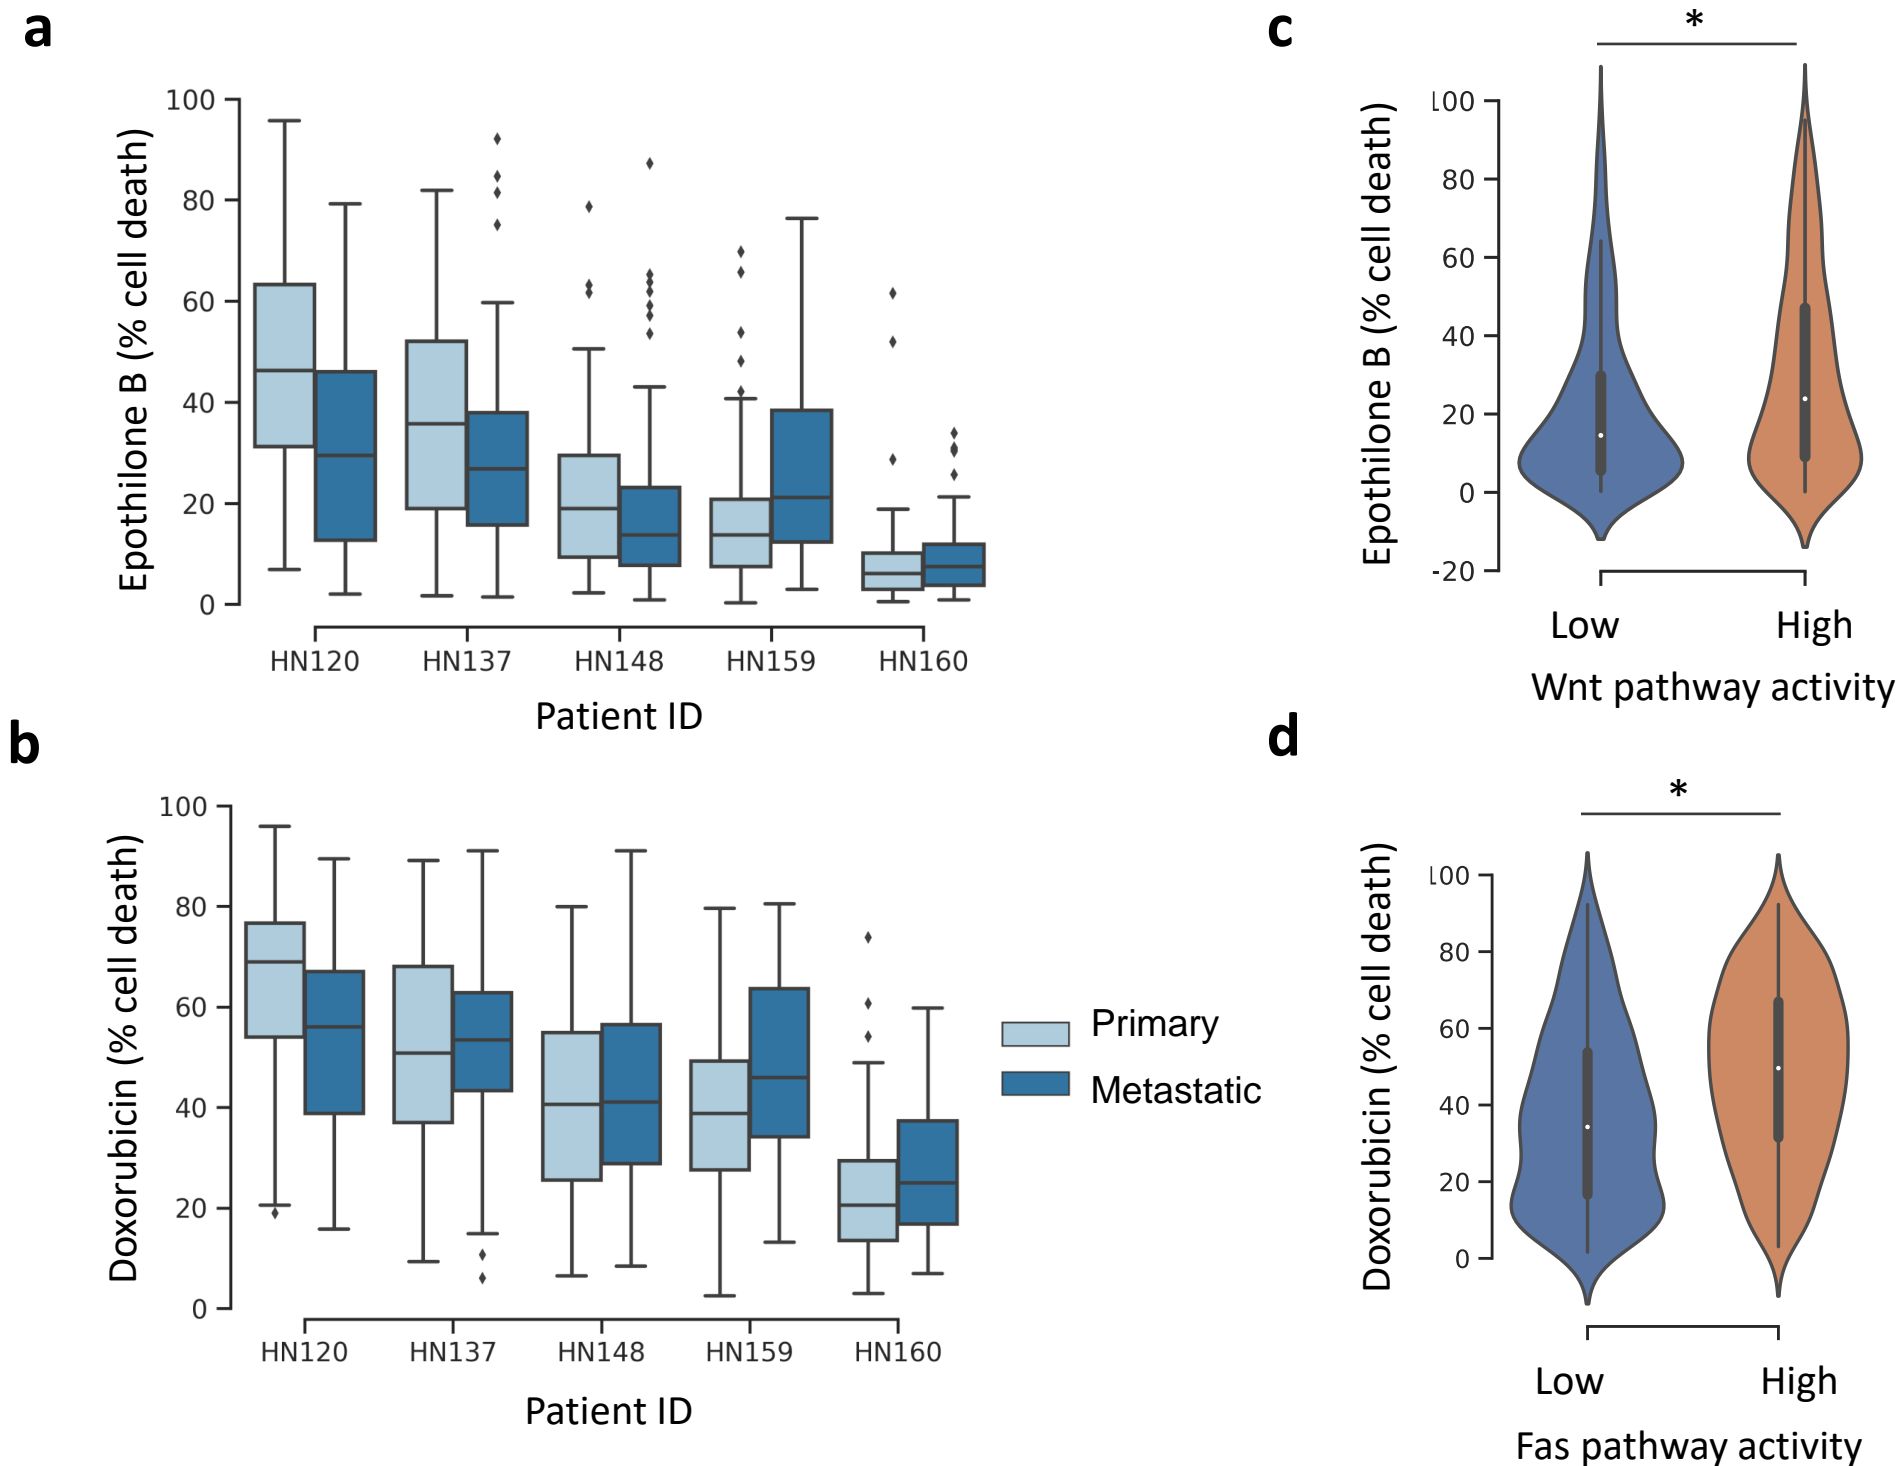 a
Epothilone B (% cell death)
100
80
60
40
20
0
HN120 HN137 HN148 HN159 HN160
Patient ID
b
Doxorubicin (% cell death)
100
80
60
40
20
0
HN120 HN137 HN148 HN159 HN160
Patient ID
Primary
Metastatic
c
*
Epothilone B (% cell death)
100
80
60
40
20
0
-20
Low High
Wnt pathway activity
d
*
Doxorubicin (% cell death)
100
80
60
40
20
0
Low High
Fas pathway activity